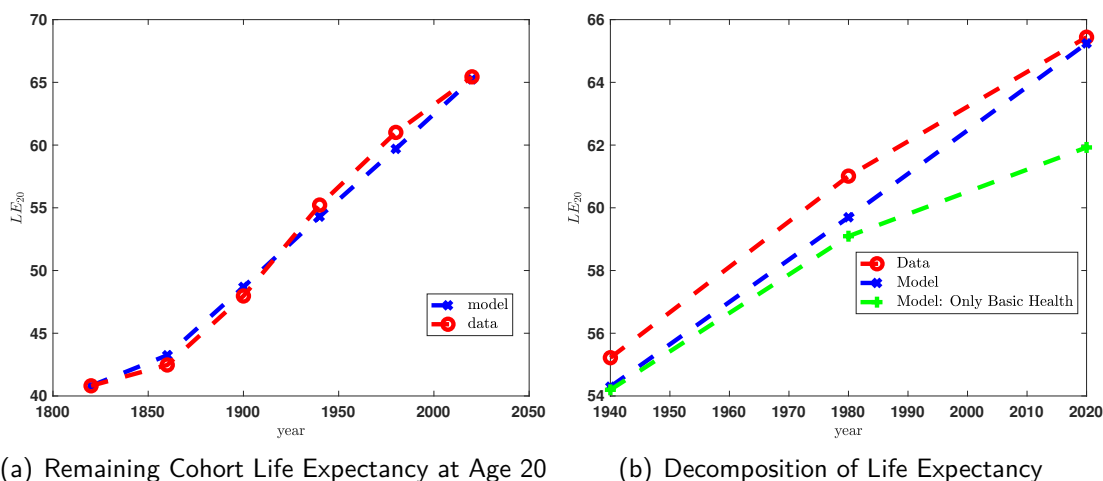 70
65
60
55
50
45
40
LE20
1800 1850 1900 1950 2000 2050
year
model
data
(a) Remaining Cohort Life Expectancy at Age 20
66
64
62
60
58
56
54
LE20
1940 1950 1960 1970 1980 1990 2000 2010 2020
year
Data
Model
Model: Only Basic Health
(b) Decomposition of Life Expectancy